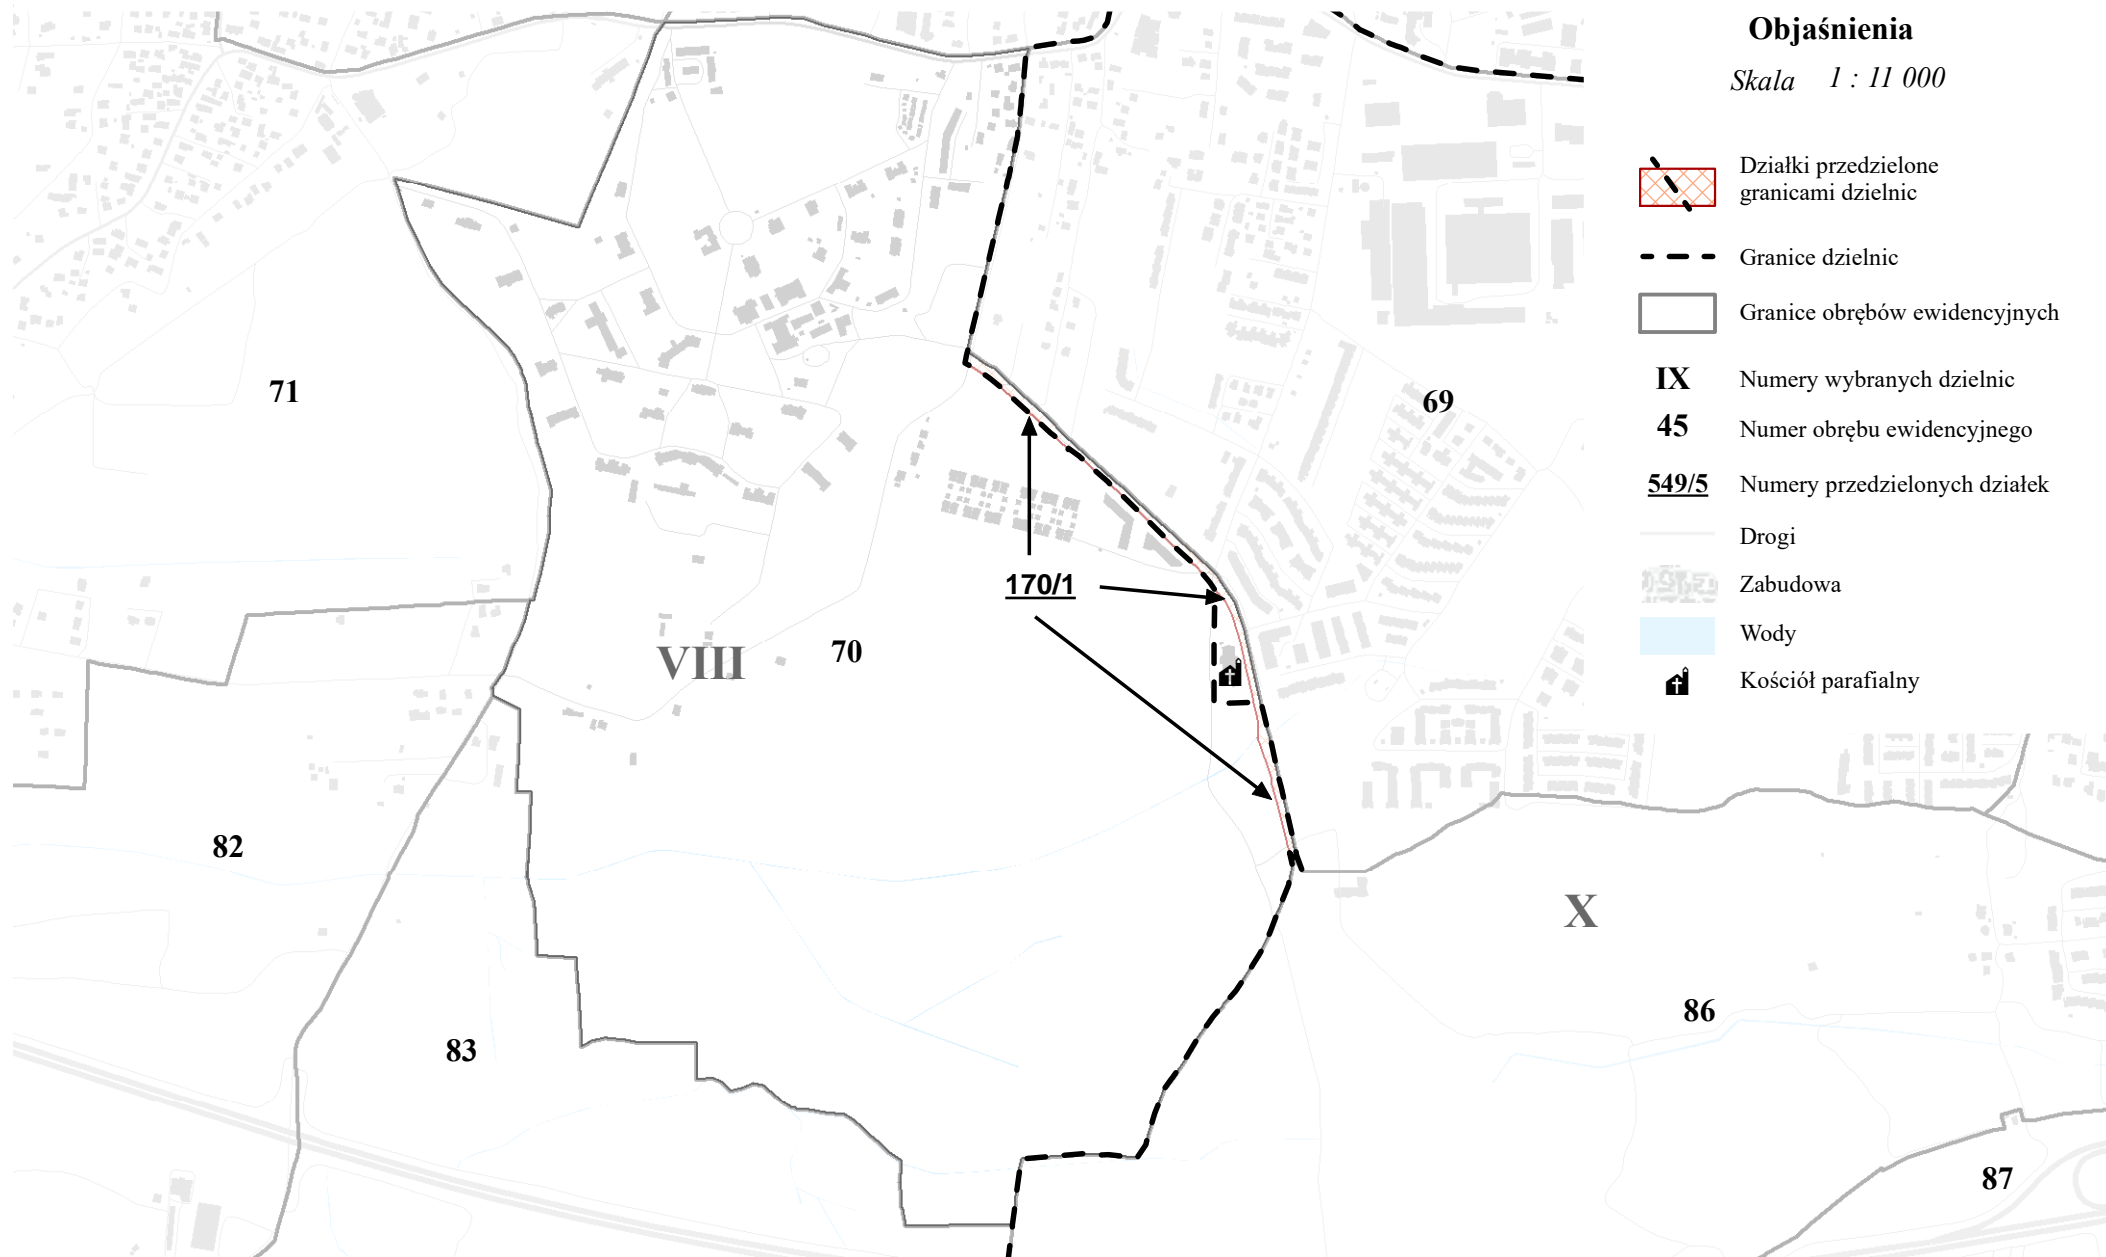 Objaśnienia
Skala 1 : 11 000
Działki przedzielone
granicami dzielnic
Granice dzielnic
Granice obrębów ewidencyjnych
IX Numery wybranych dzielnic
45 Numer obrębu ewidencyjnego
549/5 Numery przedzielonych działek
Drogi
Zabudowa
Wody
Kościół parafialny
71
69
170/1
VIII
70
82
X
86
83
87